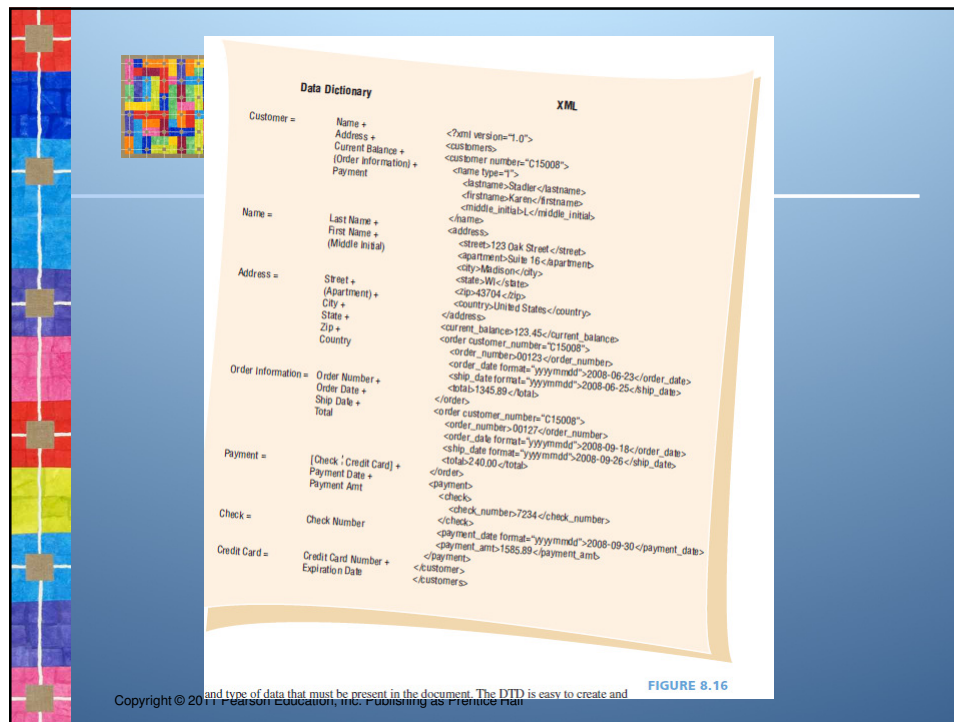 Data Dictionary
Customer = Name +
Address +
Current Balance +
(Order Information) +
Payment
Name = Last Name +
First Name +
(Middle Initial)
Address = Street +
(Apartment) +
City +
State +
Zip +
Country
Order Information = Order Number +
Order Date +
Ship Date +
Total
Payment = [Check ¦ Credit Card] +
Payment Date +
Payment Amt
Check = Check Number
Credit Card = Credit Card Number +
Expiration Date
XML
<?xml version="1.0">
<customers>
<customer number="C15008">
<name type="I">
<lastname>Stadler</lastname>
<firstname>Karen</firstname>
<middle_initial>L</middle_initial>
</name>
<address>
<street>123 Oak Street</street>
<apartment>Suite 16</apartment>
<city>Madison</city>
<state>WI</state>
<zip>43704</zip>
<country>United States</country>
</address>
<current_balance>123.45</current_balance>
<order customer_number="C15008">
<order_number>00123</order_number>
<order_date format="yyyymmdd">2008-06-23</order_date>
<ship_date format="yyyymmdd">2008-06-25</ship_date>
<total>1345.89</total>
</order>
<order customer_number="C15008">
<order_number>00127</order_number>
<order_date format="yyyymmdd">2008-09-18</order_date>
<ship_date format="yyyymmdd">2008-09-26</ship_date>
<total>240.00</total>
</order>
<payment>
<check>
<check_number>7234</check_number>
</check>
<payment_date format="yyyymmdd">2008-09-30</payment_date>
<payment_amt>1585.89</payment_amt>
</payment>
</customer>
</customers>
FIGURE 8.16
and type of data that must be present in the document. The DTD is easy to create and
Copyright © 2011 Pearson Education, Inc. Publishing as Prentice Hall